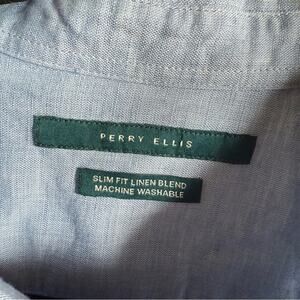 PERRY ELLIS
SLIM FIT LINEN BLEND
MACHINE WASHABLE